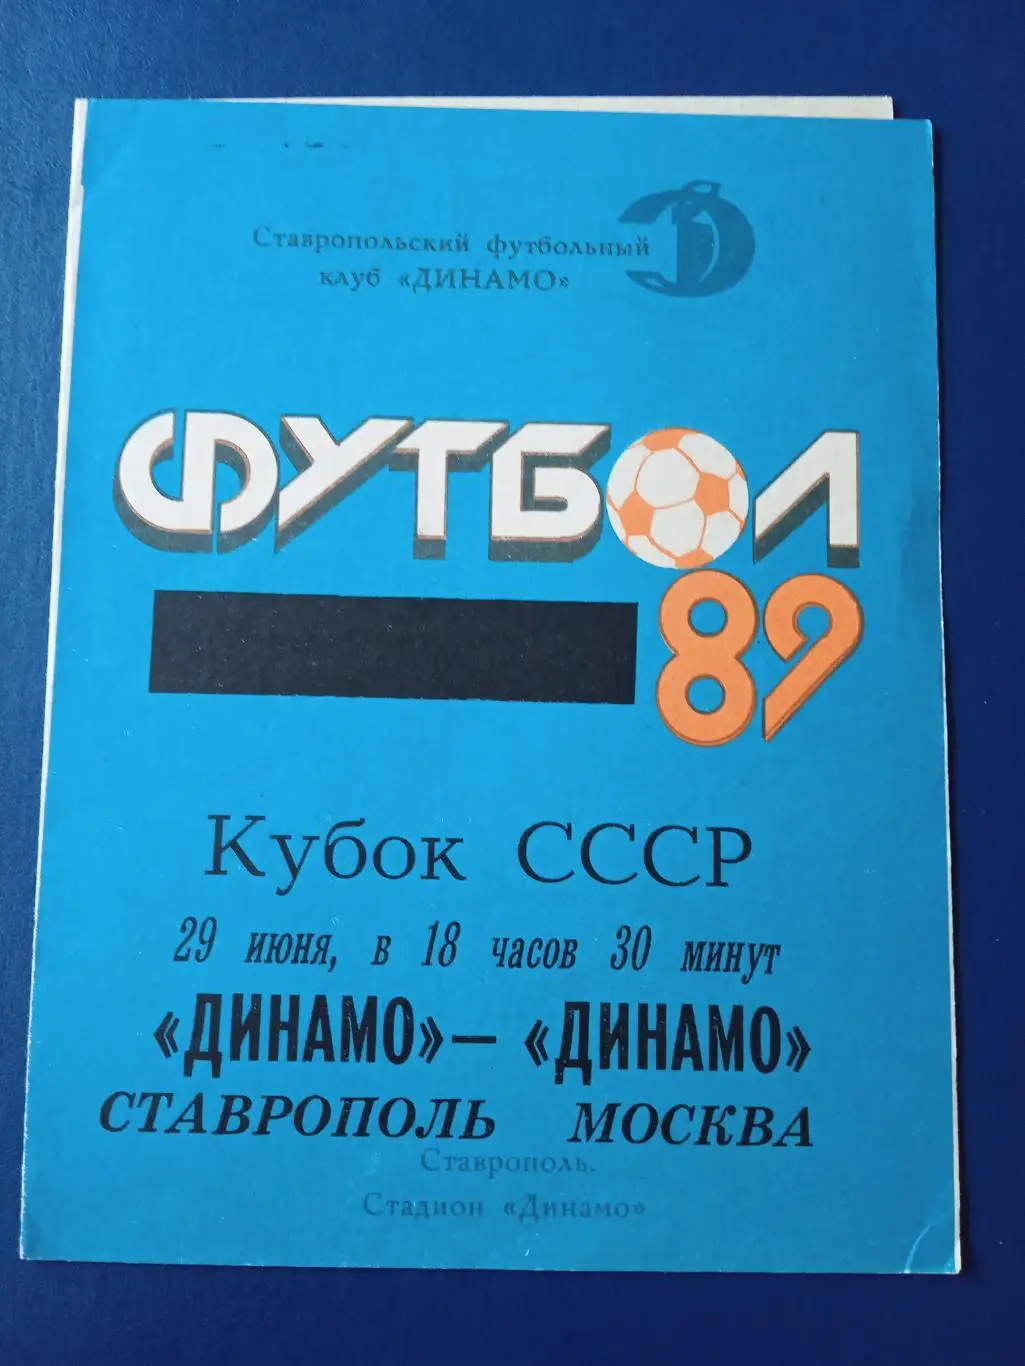 Ставропольский футбольный
клуб «ДИНАМО»
ФУТБОЛ
89
Кубок СССР
29 июня, в 18 часов 30 минут
«ДИНАМО» — «ДИНАМО»
СТАВРОПОЛЬ МОСКВА
Ставрополь.
Стадион «Динамо»